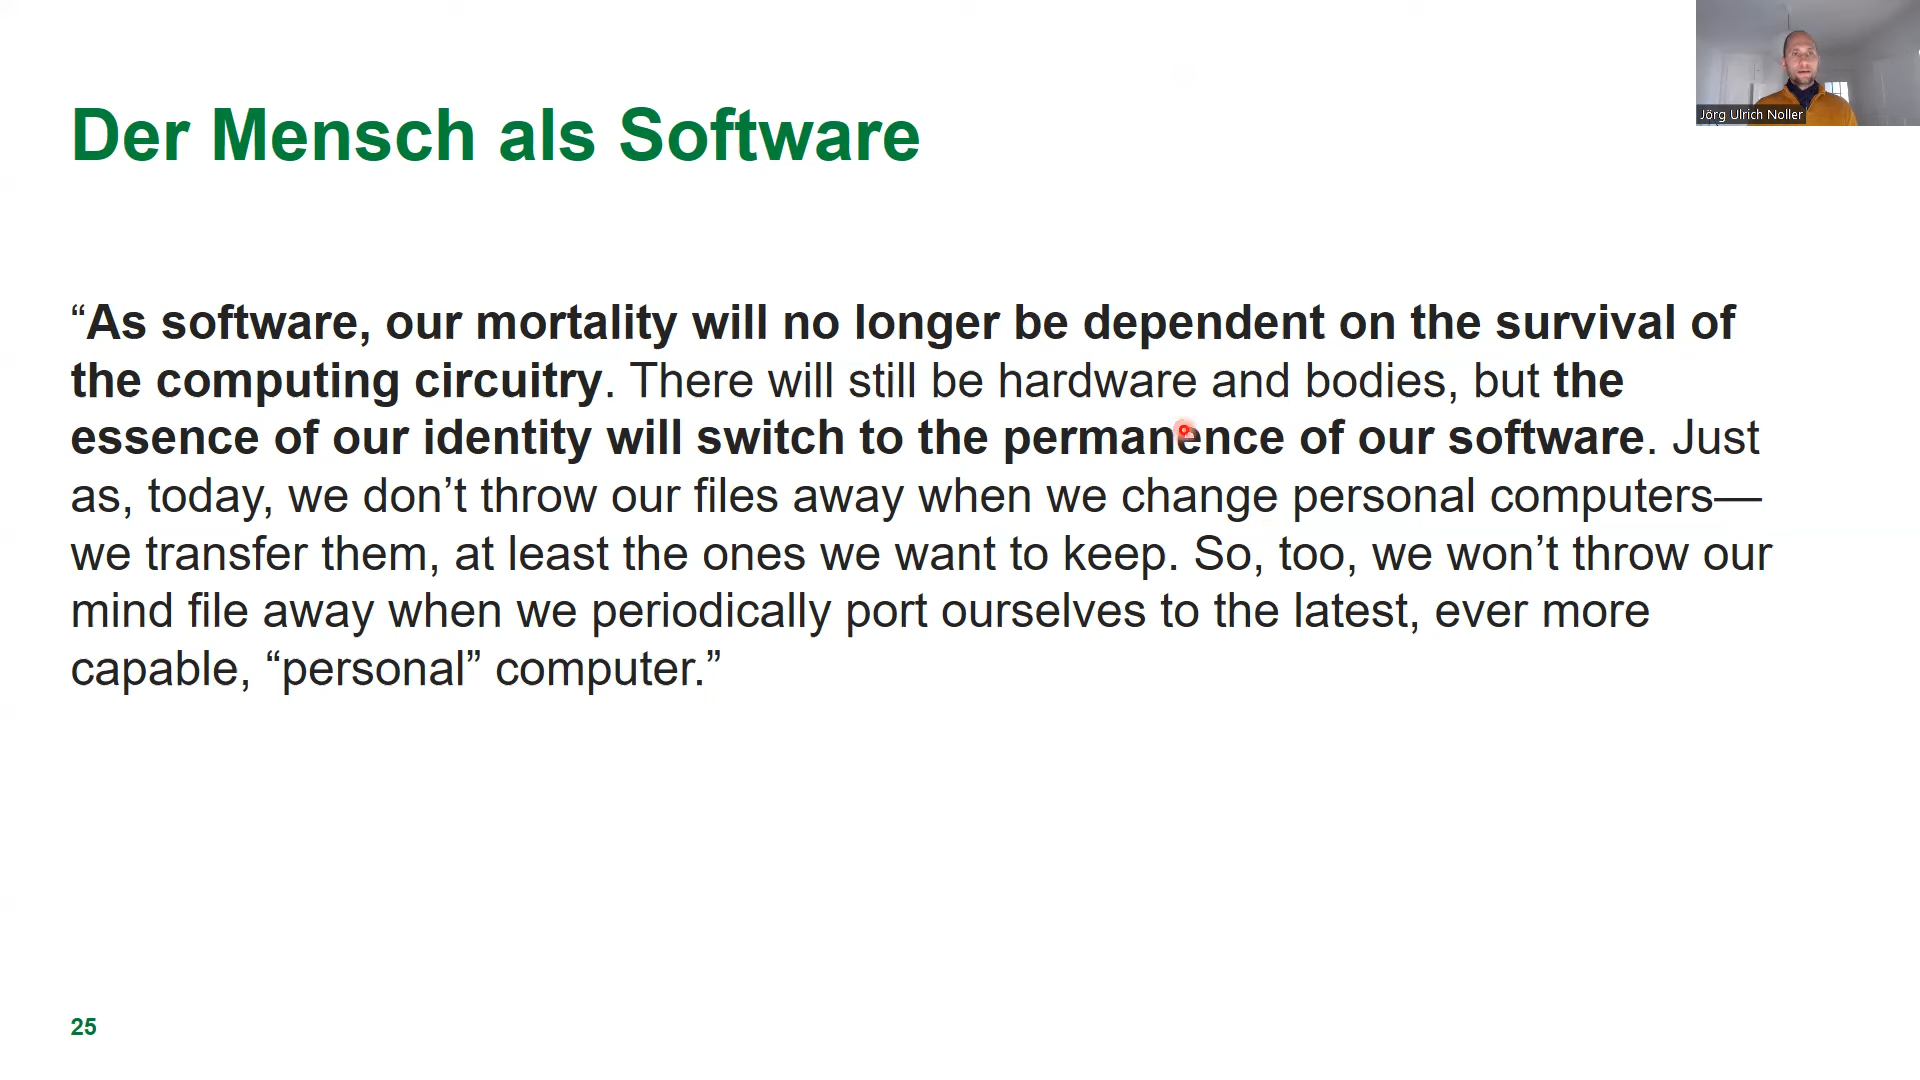 Der Mensch als Software
Jörg Ulrich Noller
“As software, our mortality will no longer be dependent on the survival of
the computing circuitry. There will still be hardware and bodies, but the
essence of our identity will switch to the permanence of our software. Just
as, today, we don’t throw our files away when we change personal computers—
we transfer them, at least the ones we want to keep. So, too, we won’t throw our
mind file away when we periodically port ourselves to the latest, ever more
capable, “personal” computer.”
25